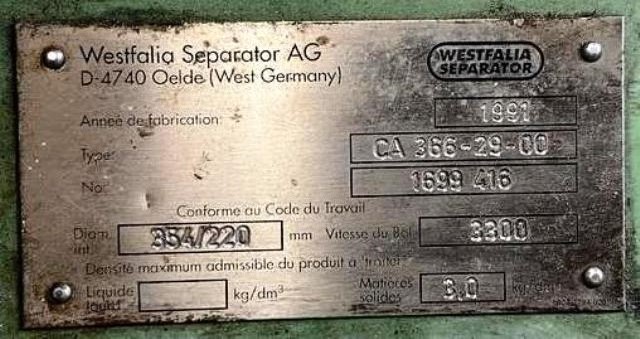 Westfalia Separator AG
D-4740 Oelde (West Germany)
WESTFALIA
SEPARATOR
Année de fabrication: 1991
Type: CA 366-29-00
No: 1699 416
Conforme au Code du Travail
Diam. int. 354/220 mm Vitesse du Bol 3300
Densité maximum admissible du produit à traiter
Liquide kg/dm³ Matières solides 3.0 kg/dm³